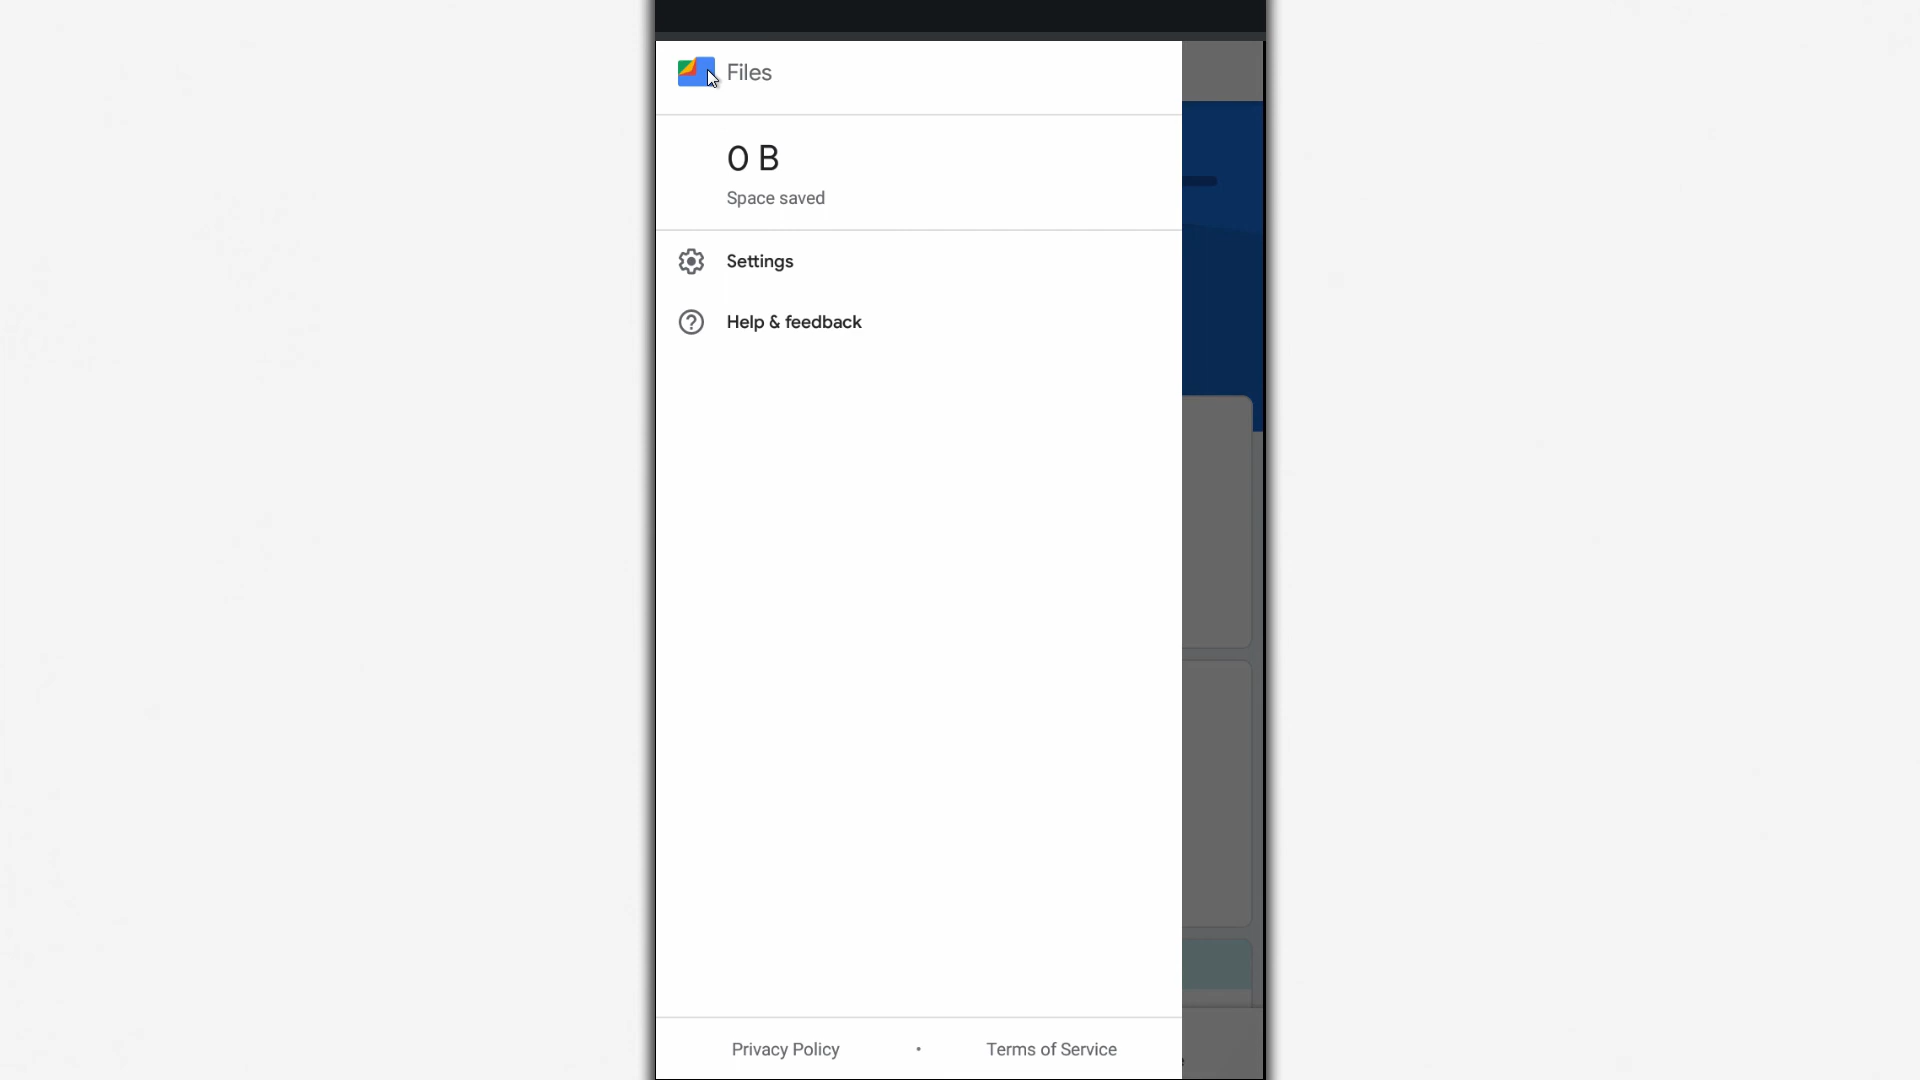 Files
0 B
Space saved
Settings
Help & feedback
Privacy Policy • Terms of Service